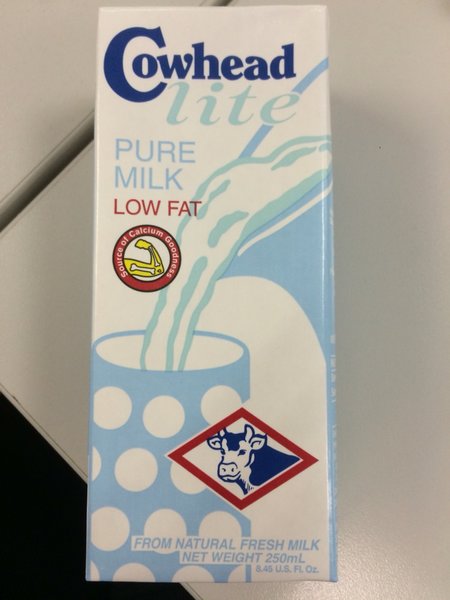 Cowhead
lite
PURE
MILK
LOW FAT
Source of Calcium Goodness
FROM NATURAL FRESH MILK
NET WEIGHT 250mL
8.45 U.S. Fl. Oz.